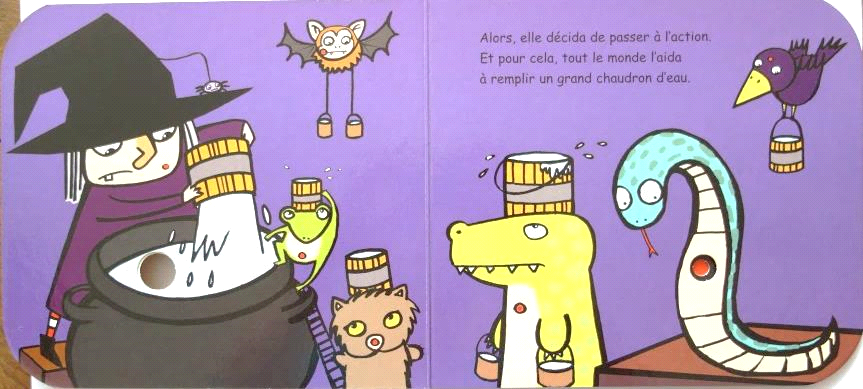 Alors, elle décida de passer à l'action.
Et pour cela, tout le monde l'aida
à remplir un grand chaudron d'eau.